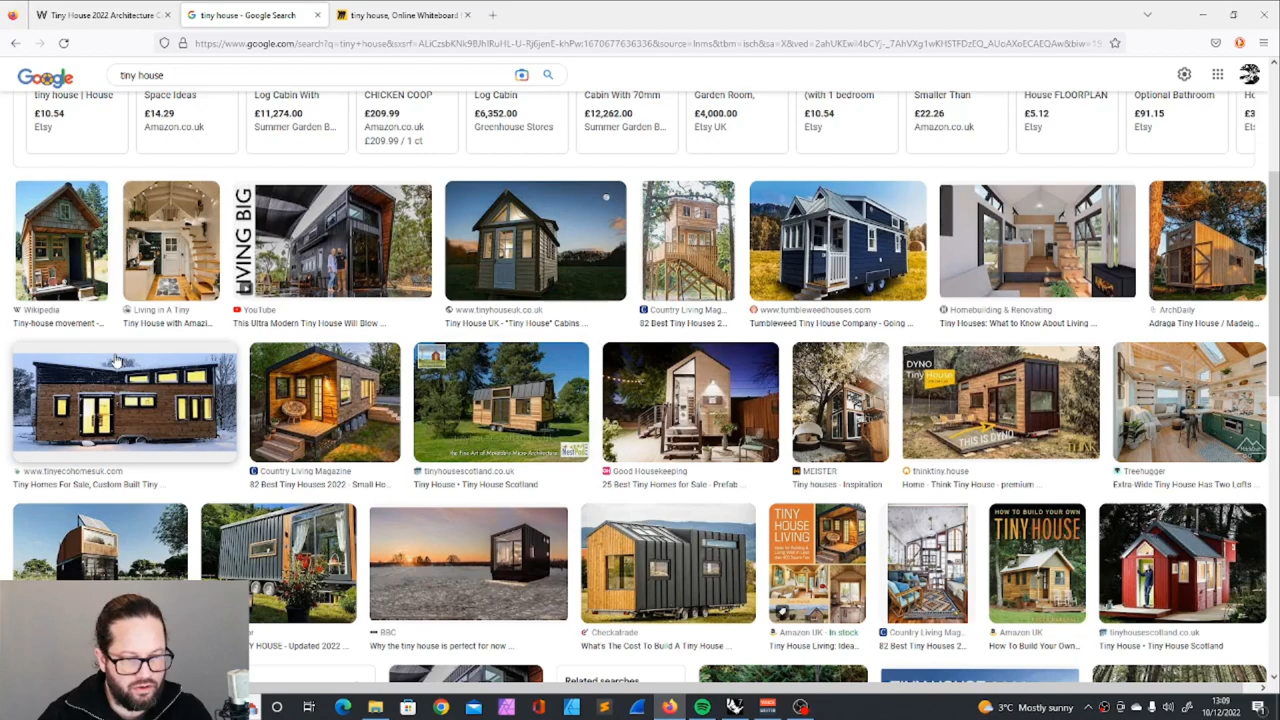 Tiny House 2022 Architecture C
tiny house - Google Search
tiny house, Online Whiteboard
Google
tiny house
tiny house | House
£10.54
Etsy
Space Ideas
£14.29
Amazon.co.uk
Log Cabin With
£11,274.00
Summer Garden B...
CHICKEN COOP
£209.99
Amazon.co.uk
£209.99 / 1 ct
Log Cabin
£6,352.00
Greenhouse Stores
Cabin With 70mm
£12,262.00
Summer Garden B...
Garden Room,
£4,000.00
Etsy UK
(with 1 bedroom
£10.54
Etsy
Smaller Than
£22.26
Amazon.co.uk
House FLOORPLAN
£5.12
Etsy
Optional Bathroom
£91.15
Etsy
LIVING BIG
Wikipedia
Tiny-house movement -...
Living in A Tiny
Tiny House with Amazi...
YouTube
This Ultra Modern Tiny House Will Blow ...
www.tinyhouseuk.co.uk
Tiny House UK - "Tiny House" Cabins ...
Country Living Mag...
82 Best Tiny Houses 2...
www.tumbleweedhouses.com
Tumbleweed Tiny House Company - Going ...
Homebuilding & Renovating
Tiny Houses: What to Know About Living ...
ArchDaily
Adraga Tiny House / Madeig...
DYNO
Tiny House
THIS IS DYNO
www.tinyecohomesuk.com
Tiny Homes For Sale, Custom Built Tiny ...
Country Living Magazine
82 Best Tiny Houses 2022 - Small Ho...
tinyhousescotland.co.uk
Tiny House • Tiny House Scotland
Good Housekeeping
25 Best Tiny Homes for Sale - Prefab ...
MEISTER
Tiny houses - Inspiration
thinktiny.house
Home - Think Tiny House - premium ...
Treehugger
Extra-Wide Tiny House Has Two Lofts ...
TINY
HOUSE
LIVING
HOW TO BUILD YOUR OWN
TINY HOUSE
HOUSE - Updated 2022 ...
BBC
Why the tiny house is perfect for now ...
Checkatrade
What's The Cost To Build A Tiny House ...
Amazon UK · In stock
Tiny House Living: Idea...
Country Living Mag...
82 Best Tiny Houses 2...
Amazon UK
How To Build Your Own...
tinyhousescotland.co.uk
Tiny House • Tiny House Scotland
Related searches
3°C Mostly sunny
13:09
10/12/2022